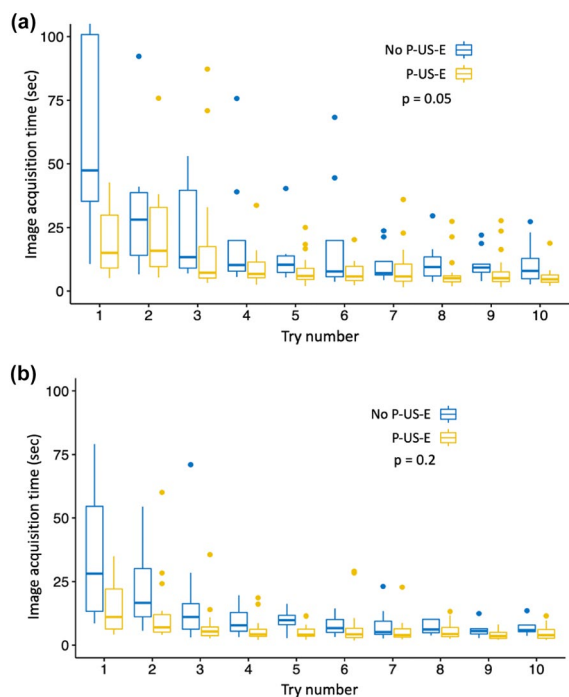 (a)
100
75
50
25
0
Image acquisition time (sec)
No P-US-E
P-US-E
p = 0.05
1 2 3 4 5 6 7 8 9 10
Try number
(b)
100
75
50
25
0
Image acquisition time (sec)
No P-US-E
P-US-E
p = 0.2
1 2 3 4 5 6 7 8 9 10
Try number